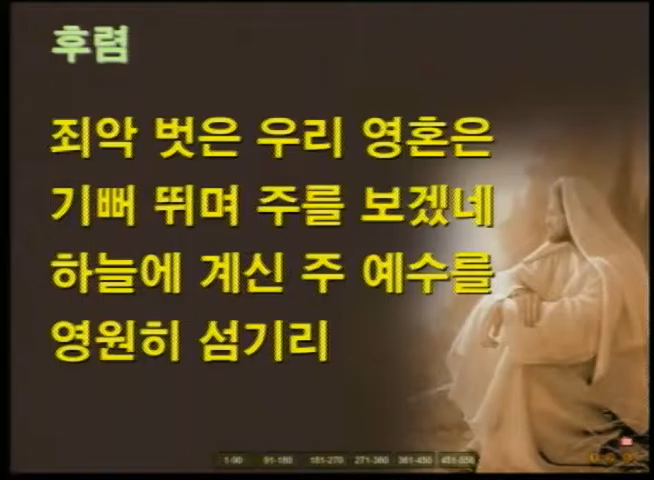 후렴
죄악 벗은 우리 영혼은
기뻐 뛰며 주를 보겠네
하늘에 계신 주 예수를
영원히 섬기리
1-90 91-180 181-270 271-360 361-450 451-558